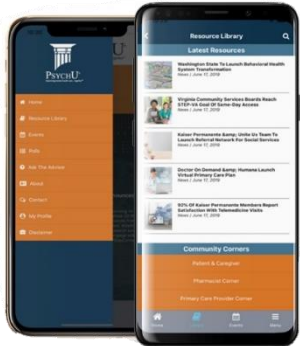 PSYCHU
Home
Resource Library
Events
Polls
Ask The Advisor
About
Contact
My Profile
Disclaimer
Resource Library
Latest Resources
Washington State To Launch Behavioral Health
System Transformation
News / June 17, 2019
Virginia Community Services Boards Reach
STEP-VA Goal Of Same-Day Access
News / June 17, 2019
Kaiser Permanente &amp; Unite Us Team To
Launch Referral Network For Social Services
News / June 17, 2019
Doctor On Demand &amp; Humana Launch
Virtual Primary Care Plan
News / June 17, 2019
92% Of Kaiser Permanente Members Report
Satisfaction With Telemedicine Visits
News / June 17, 2019
Community Corners
Patient & Caregiver
Pharmacist Corner
Primary Care Provider Corner
Home
Events
Menu